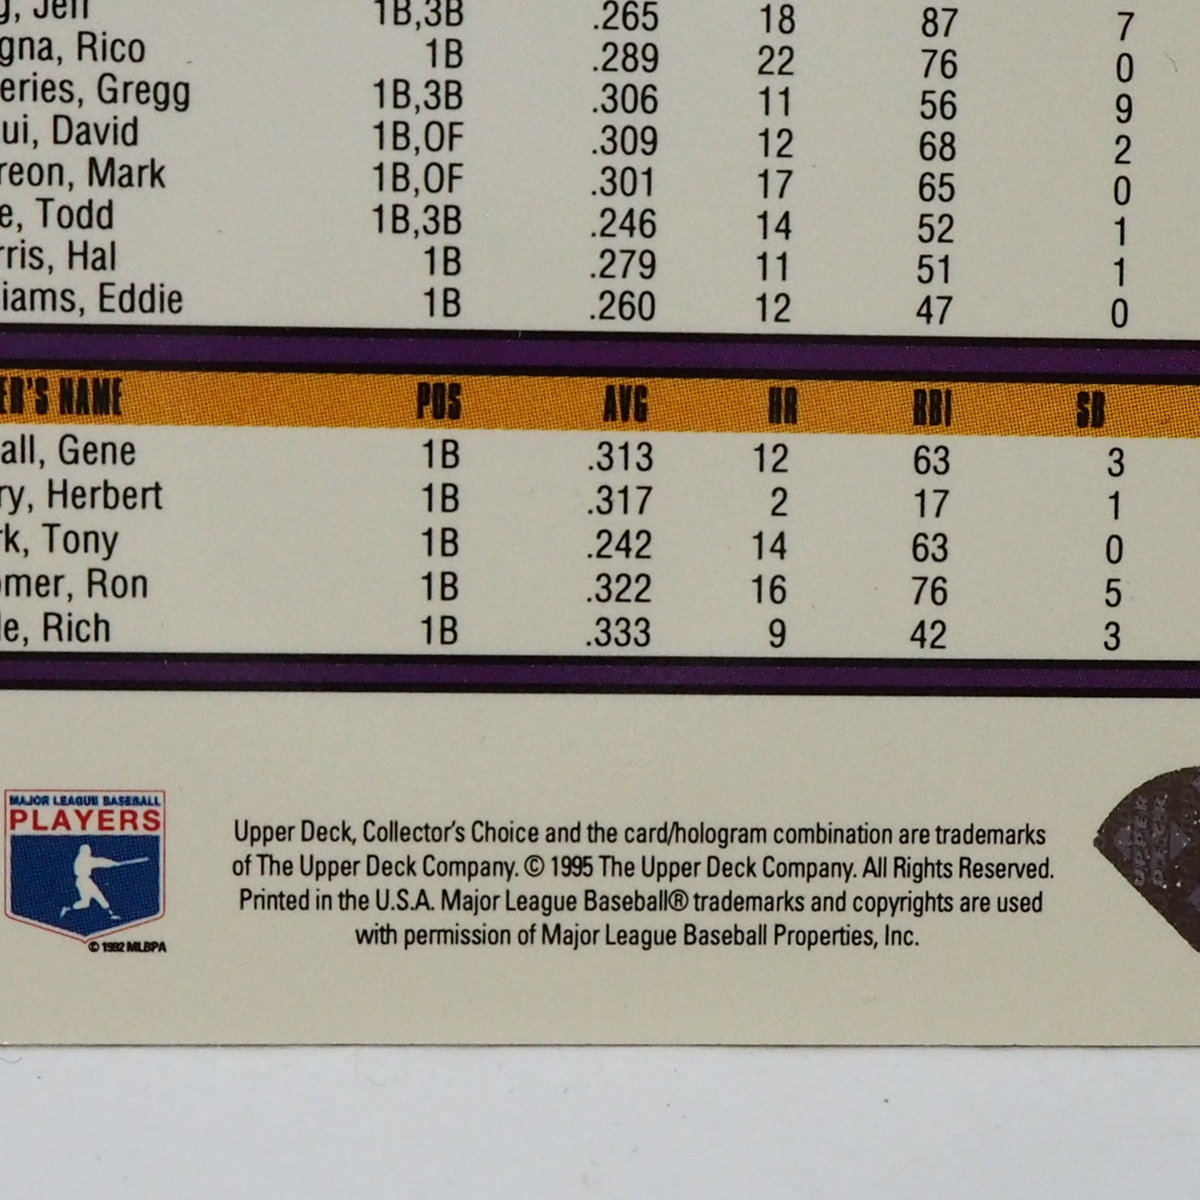 g, Jeff 1B,3B .265 18 87 7
gna, Rico 1B .289 22 76 0
eries, Gregg 1B,3B .306 11 56 9
ui, David 1B,OF .309 12 68 2
reon, Mark 1B,OF .301 17 65 0
e, Todd 1B,3B .246 14 52 1
rris, Hal 1B .279 11 51 1
liams, Eddie 1B .260 12 47 0
ER'S NAME POS AVG HR RBI SB
all, Gene 1B .313 12 63 3
ry, Herbert 1B .317 2 17 1
rk, Tony 1B .242 14 63 0
omer, Ron 1B .322 16 76 5
le, Rich 1B .333 9 42 3
MAJOR LEAGUE BASEBALL
PLAYERS
© 1992 MLBPA
Upper Deck, Collector's Choice and the card/hologram combination are trademarks
of The Upper Deck Company. © 1995 The Upper Deck Company. All Rights Reserved.
Printed in the U.S.A. Major League Baseball® trademarks and copyrights are used
with permission of Major League Baseball Properties, Inc.
UPPER
DECK